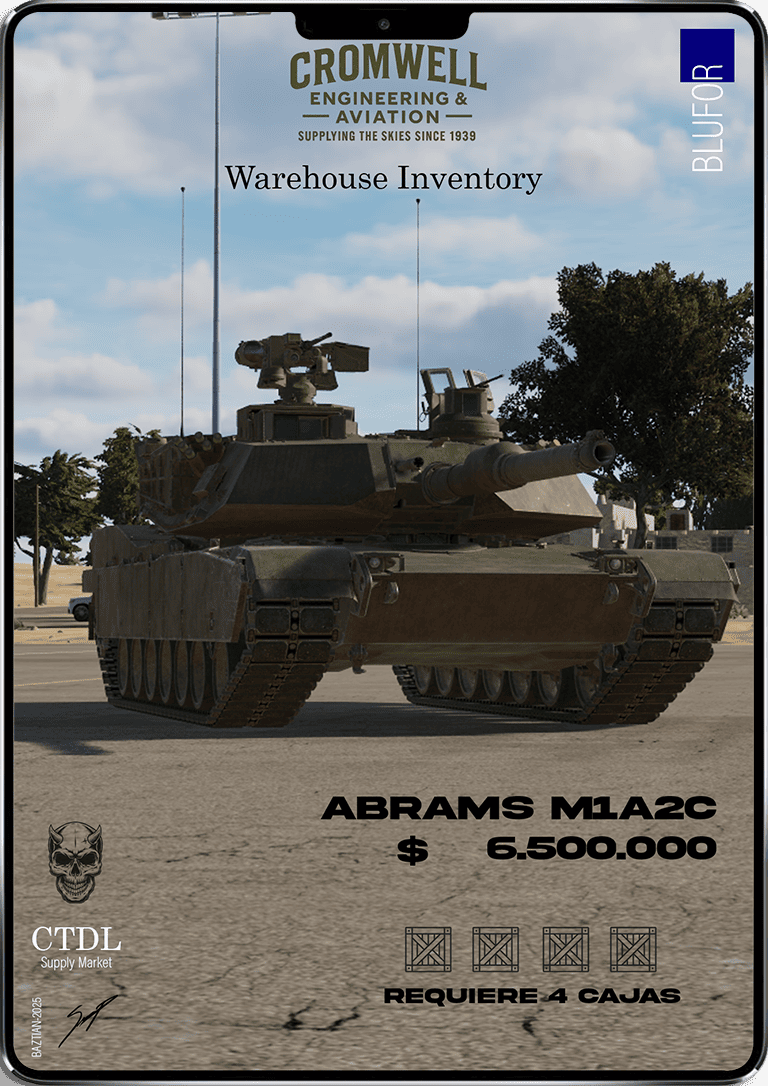 CROMWELL
ENGINEERING &
AVIATION
SUPPLYING THE SKIES SINCE 1939
BLUFOR
Warehouse Inventory
ABRAMS M1A2C
$ 6.500.000
CTDL
Supply Market
REQUIERE 4 CAJAS
BAZTIAN-2025